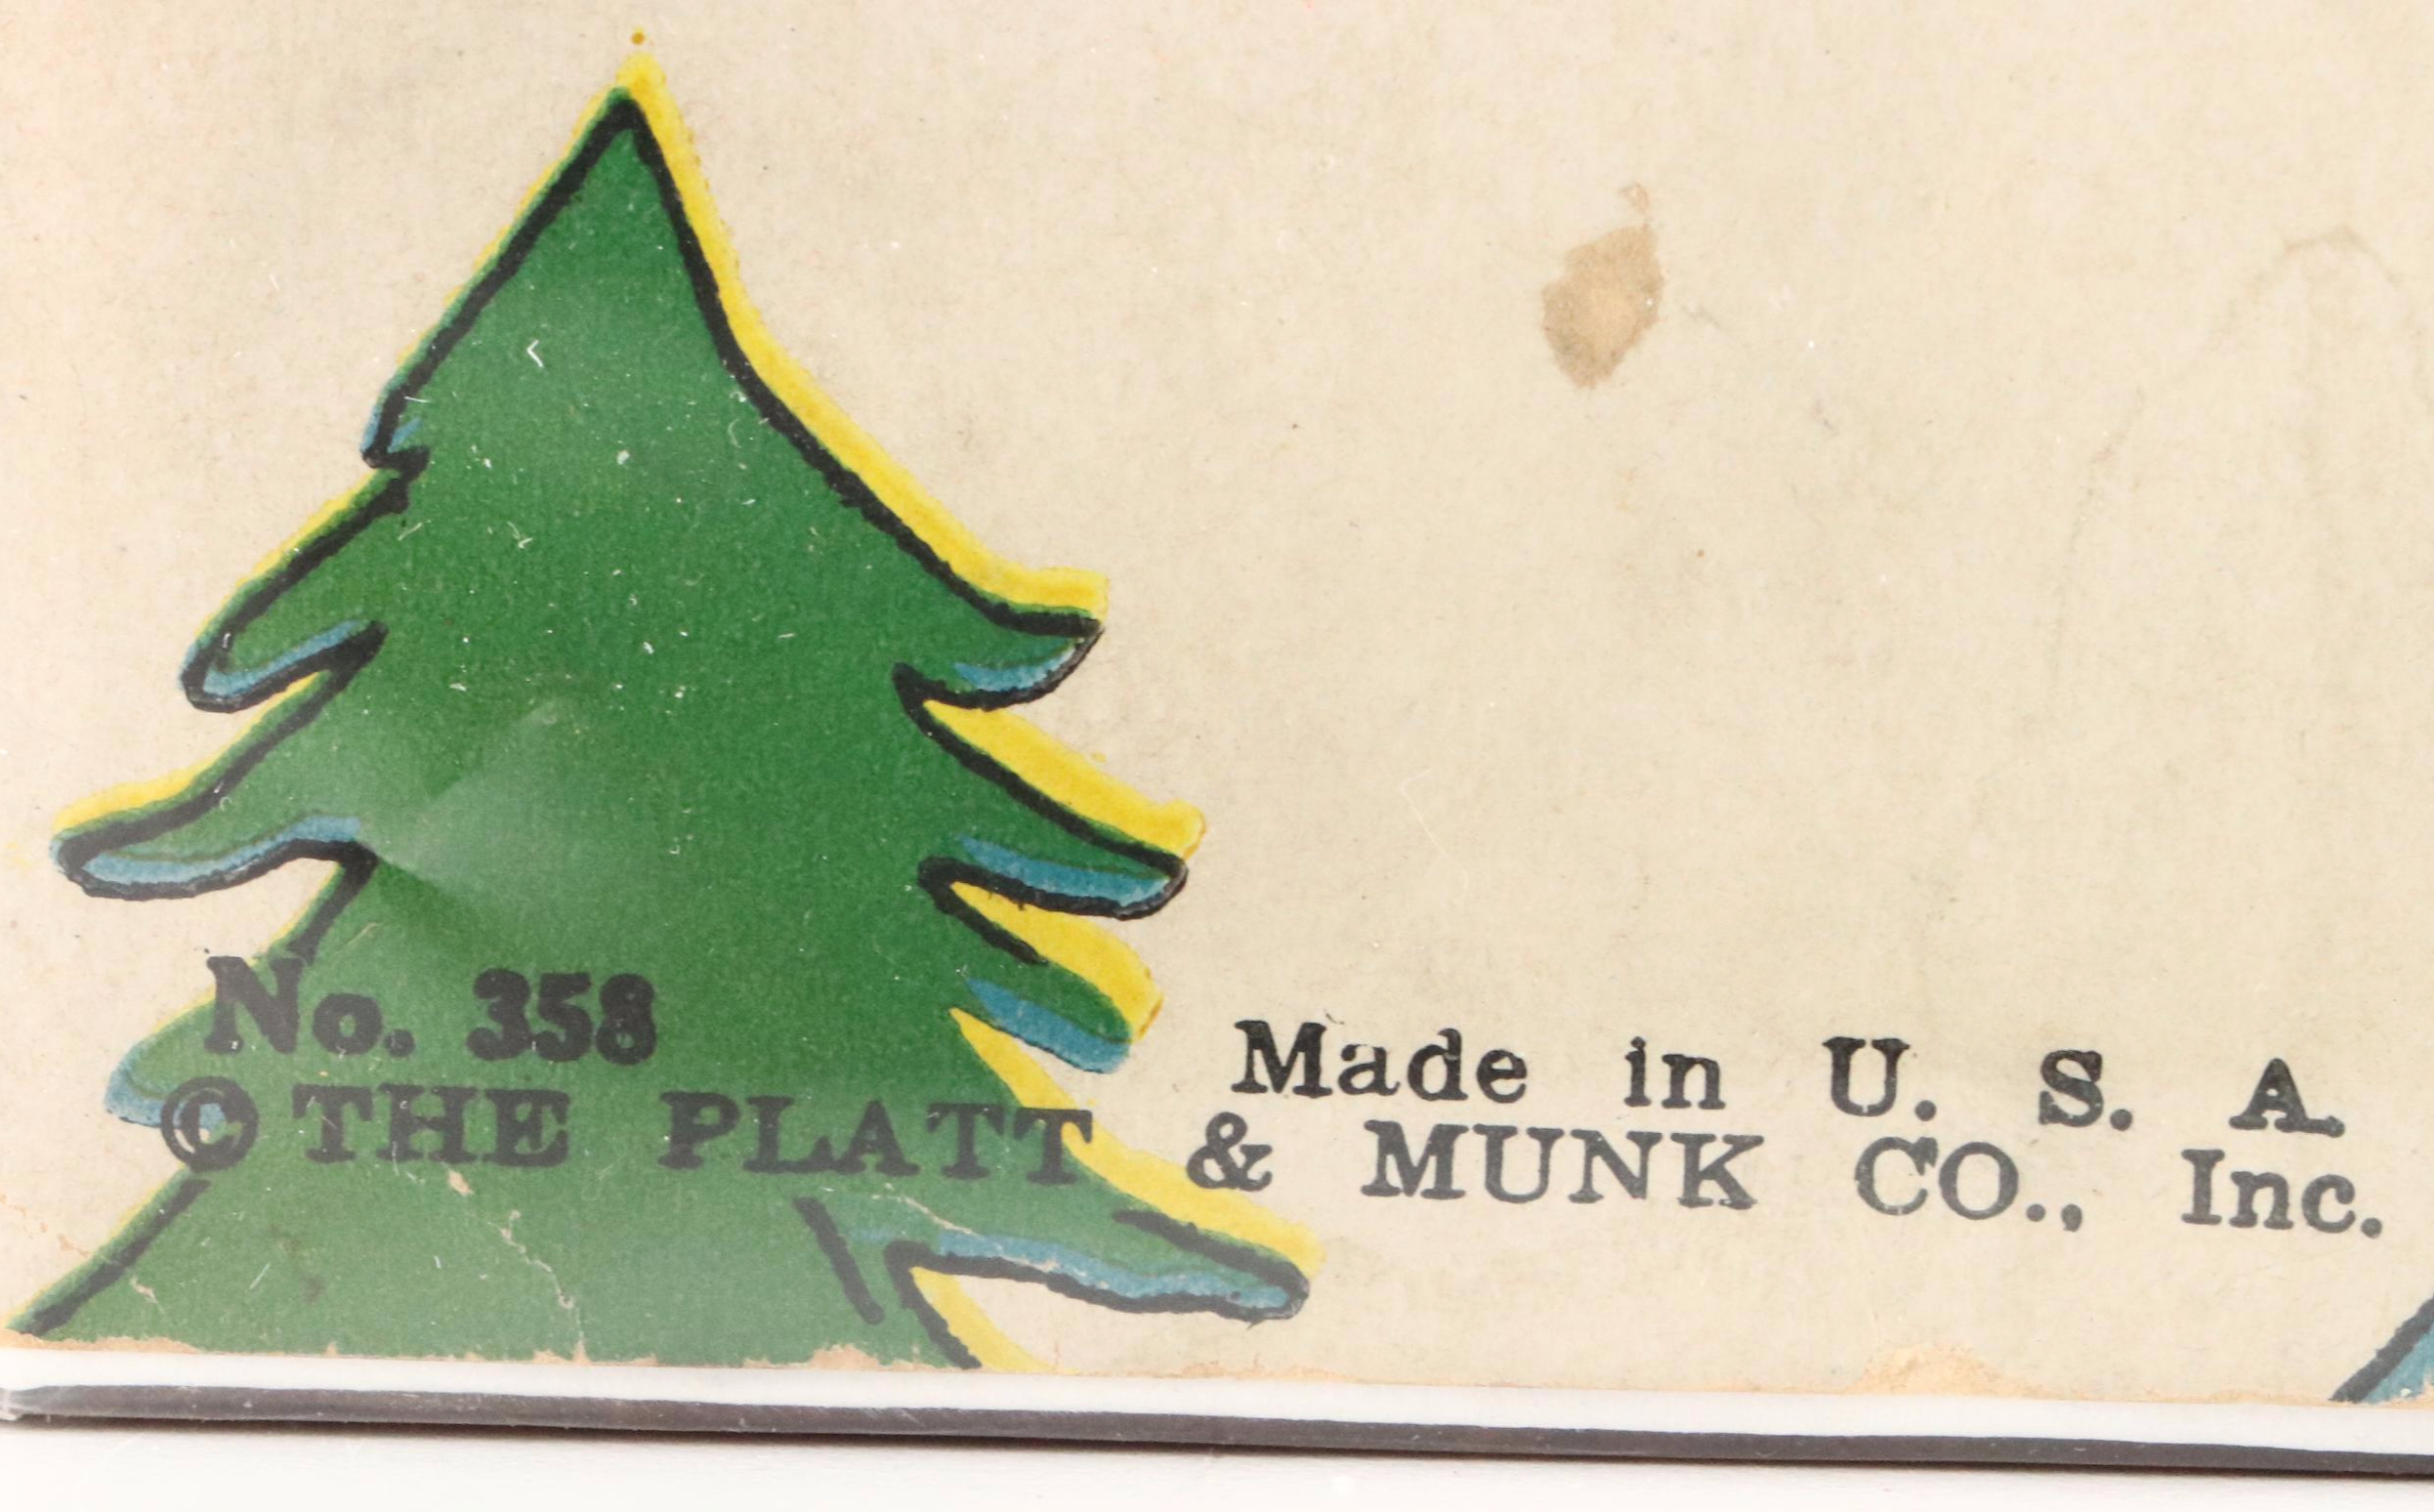 No. 358
Made in U. S. A.
© THE PLATT & MUNK CO., Inc.